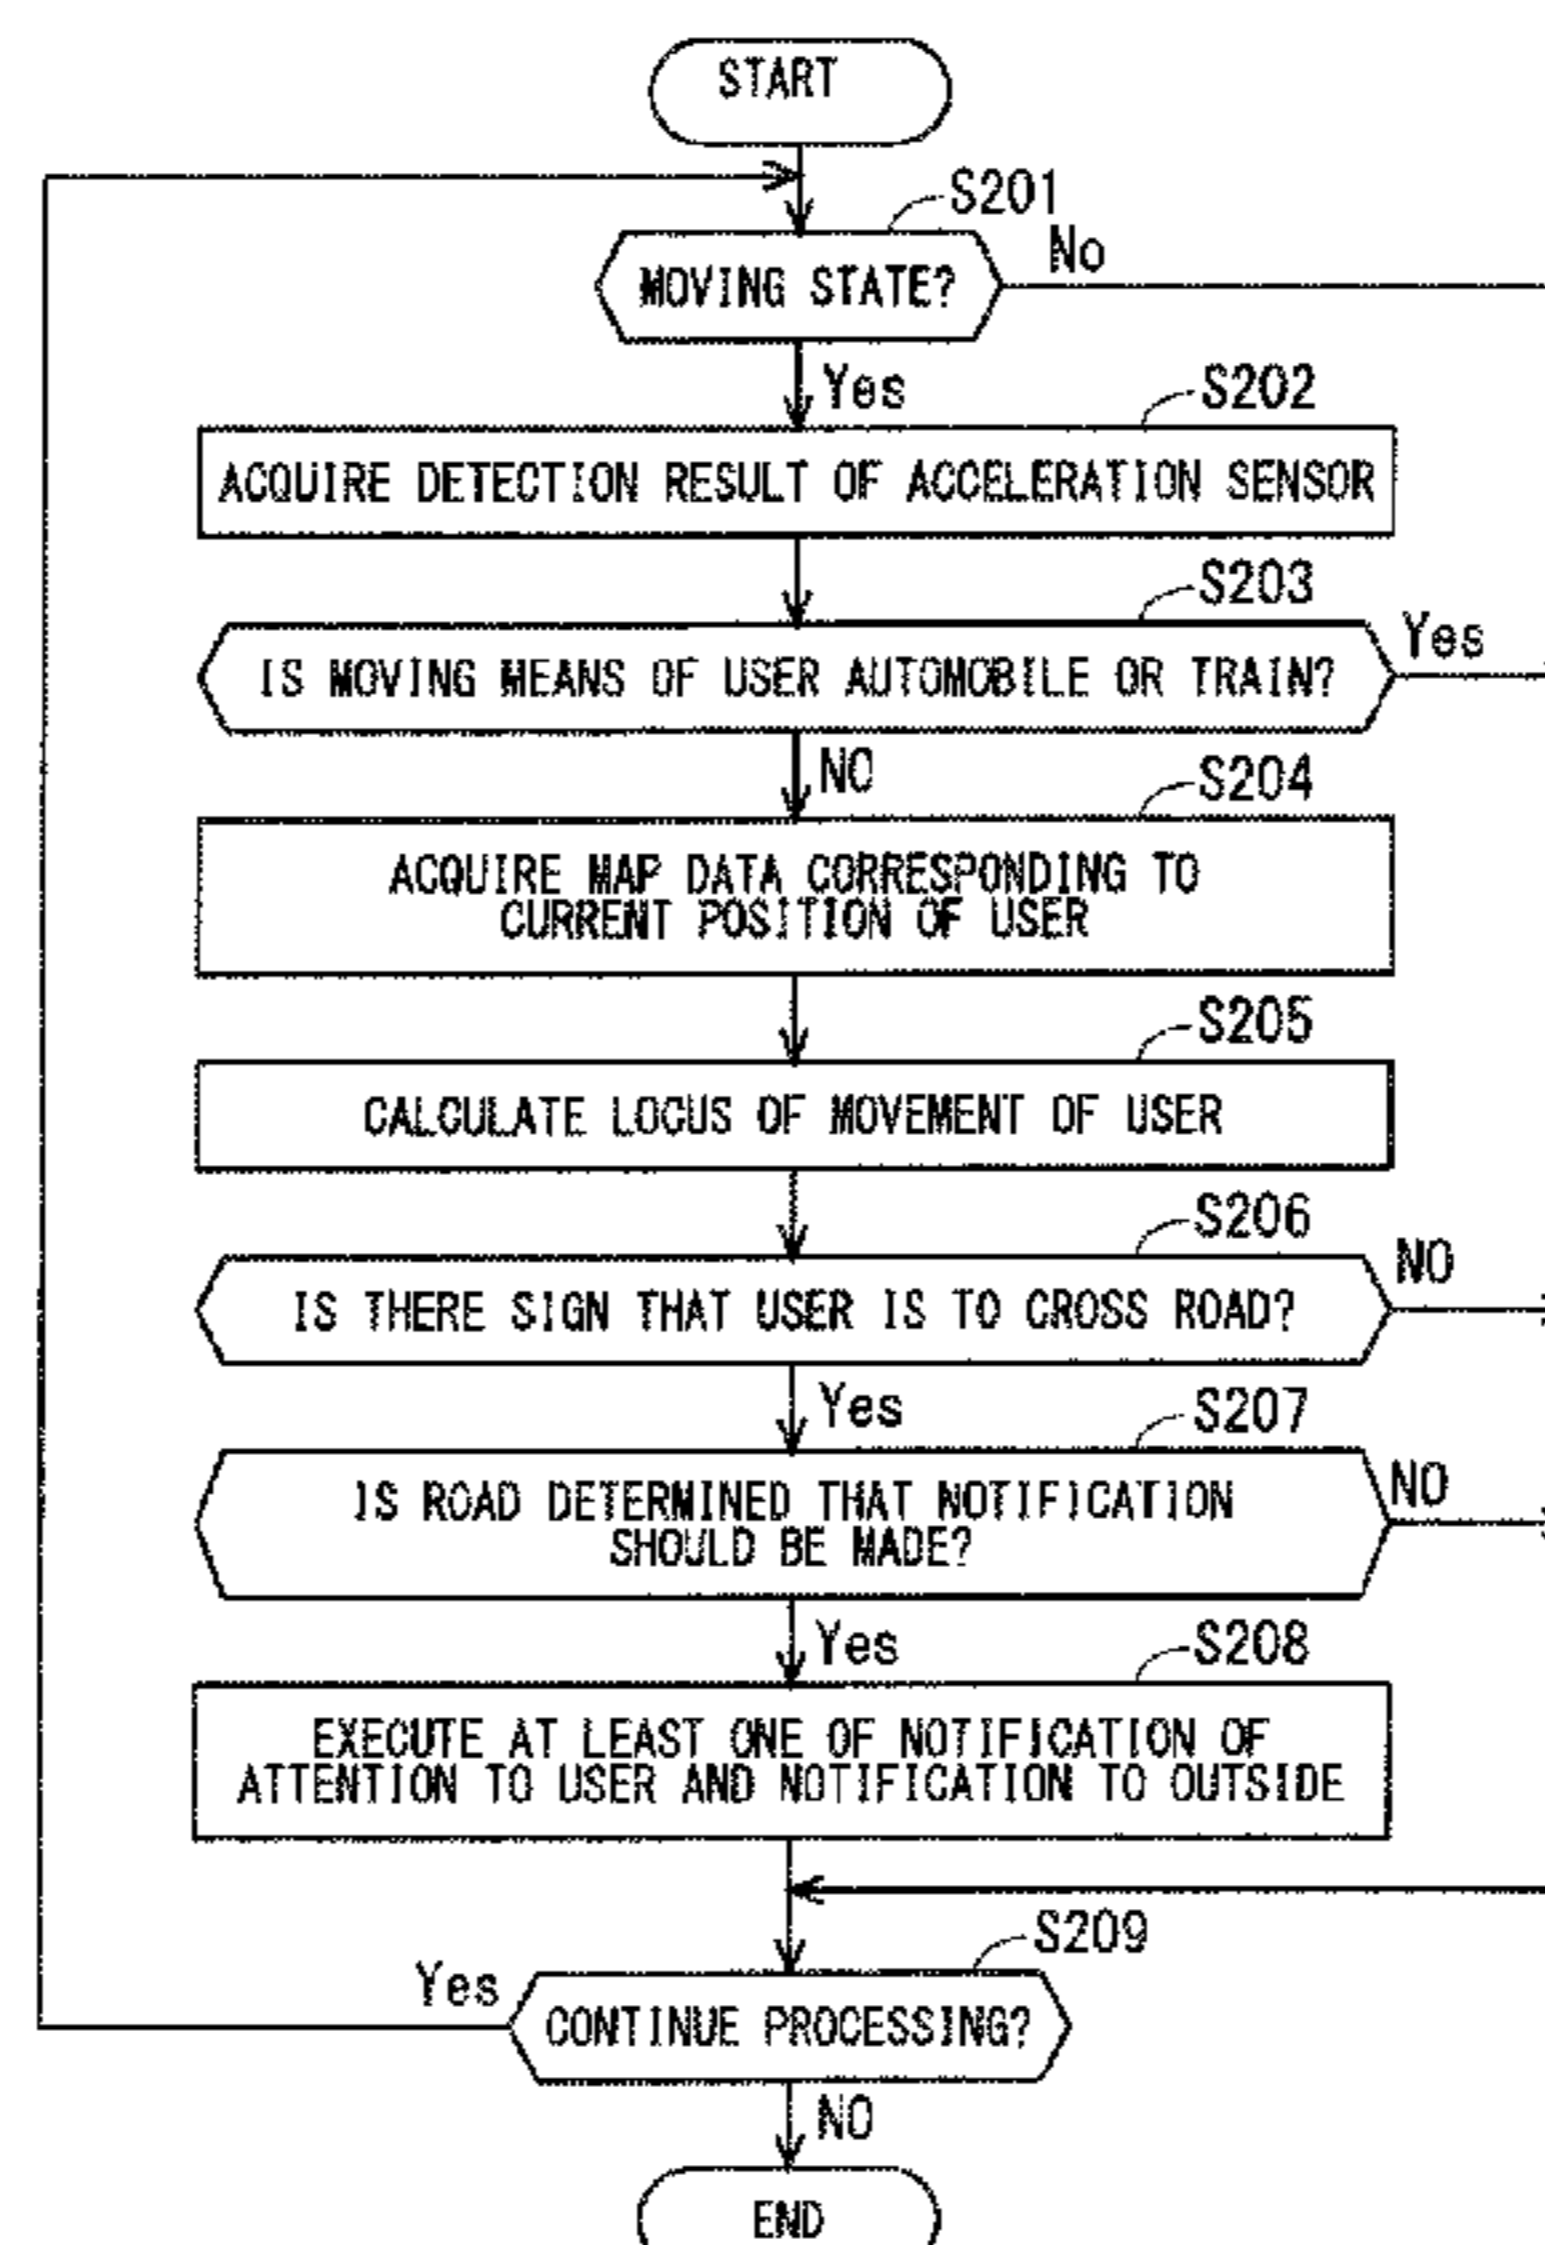 START
S201
MOVING STATE?
No
Yes
S202
ACQUIRE DETECTION RESULT OF ACCELERATION SENSOR
S203
IS MOVING MEANS OF USER AUTOMOBILE OR TRAIN?
Yes
NO
S204
ACQUIRE MAP DATA CORRESPONDING TO
CURRENT POSITION OF USER
S205
CALCULATE LOCUS OF MOVEMENT OF USER
S206
IS THERE SIGN THAT USER IS TO CROSS ROAD?
NO
Yes
S207
IS ROAD DETERMINED THAT NOTIFICATION
SHOULD BE MADE?
NO
Yes
S208
EXECUTE AT LEAST ONE OF NOTIFICATION OF
ATTENTION TO USER AND NOTIFICATION TO OUTSIDE
S209
Yes
CONTINUE PROCESSING?
NO
END